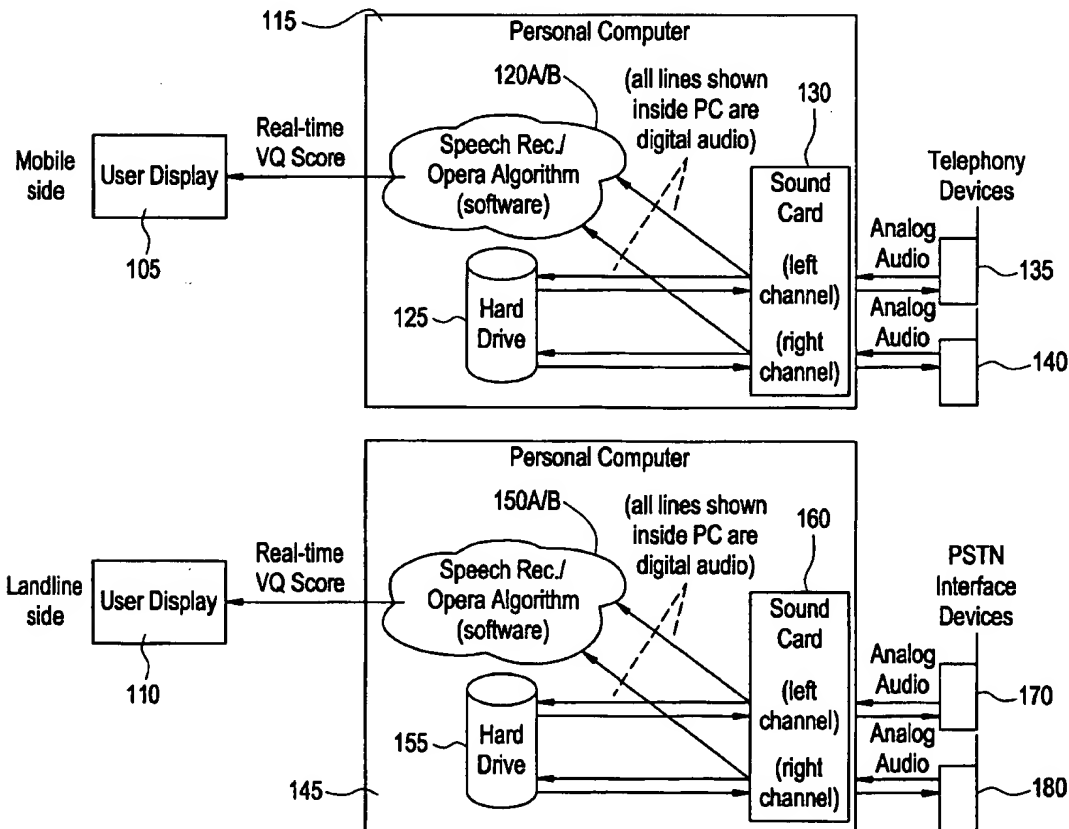 115
Personal Computer
120A/B
(all lines shown
inside PC are
digital audio)
130
Mobile
side
User Display
105
Real-time
VQ Score
Speech Rec./
Opera Algorithm
(software)
Sound
Card
(left
channel)
(right
channel)
Hard
Drive
125
Telephony
Devices
Analog
Audio
135
Analog
Audio
140
Personal Computer
150A/B
(all lines shown
inside PC are
digital audio)
160
Landline
side
User Display
110
Real-time
VQ Score
Speech Rec./
Opera Algorithm
(software)
Sound
Card
(left
channel)
(right
channel)
Hard
Drive
155
145
PSTN
Interface
Devices
Analog
Audio
170
Analog
Audio
180